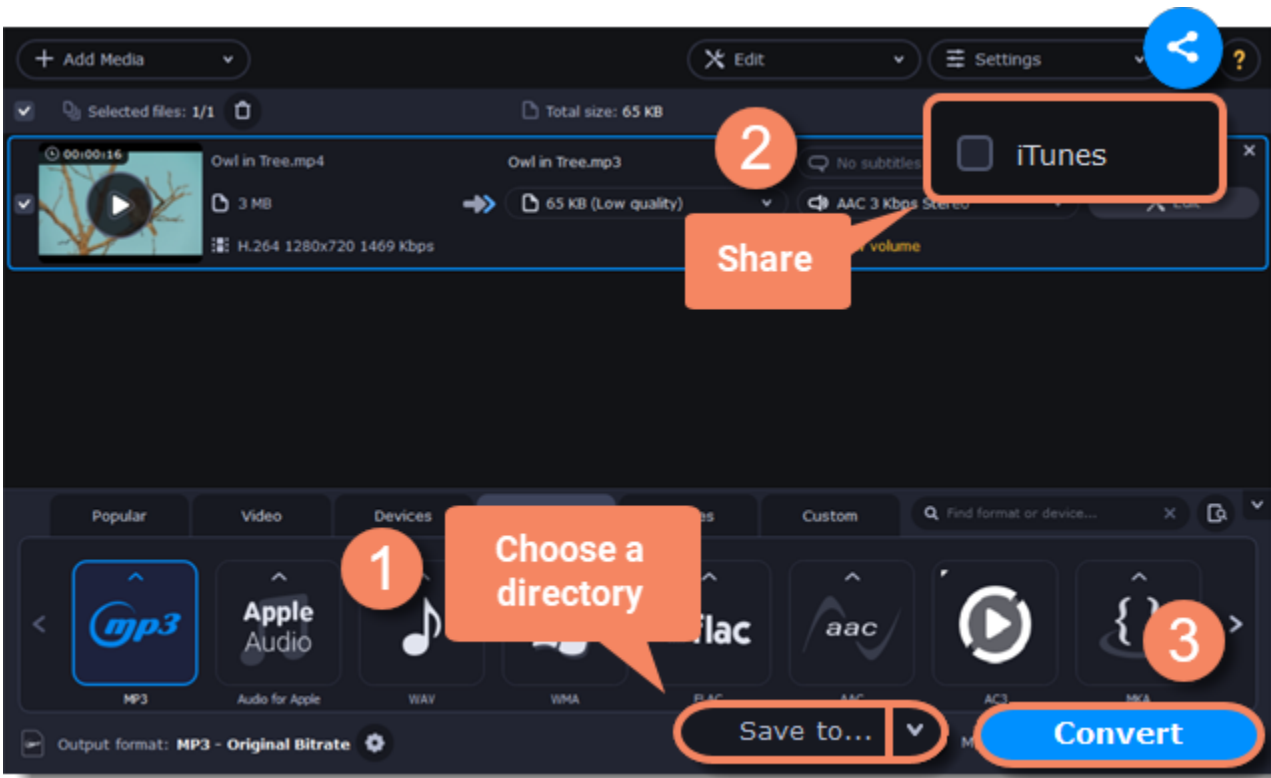 + Add Media
Edit
Settings
?
Selected files: 1/1
Total size: 65 KB
2
iTunes
00:00:16
Owl in Tree.mp4
Owl in Tree.mp3
No subtitles
3 MB
65 KB (Low quality)
AAC 3 Kbps Stereo
H.264 1280x720 1469 Kbps
Share
volume
Popular
Video
Devices
Custom
Find format or device...
1
Choose a
directory
mp3
Apple
Audio
flac
aac
3
MP3
Audio for Apple
WAV
WMA
FLAC
AAC
AC3
MKA
Output format: MP3 - Original Bitrate
Save to...
Convert